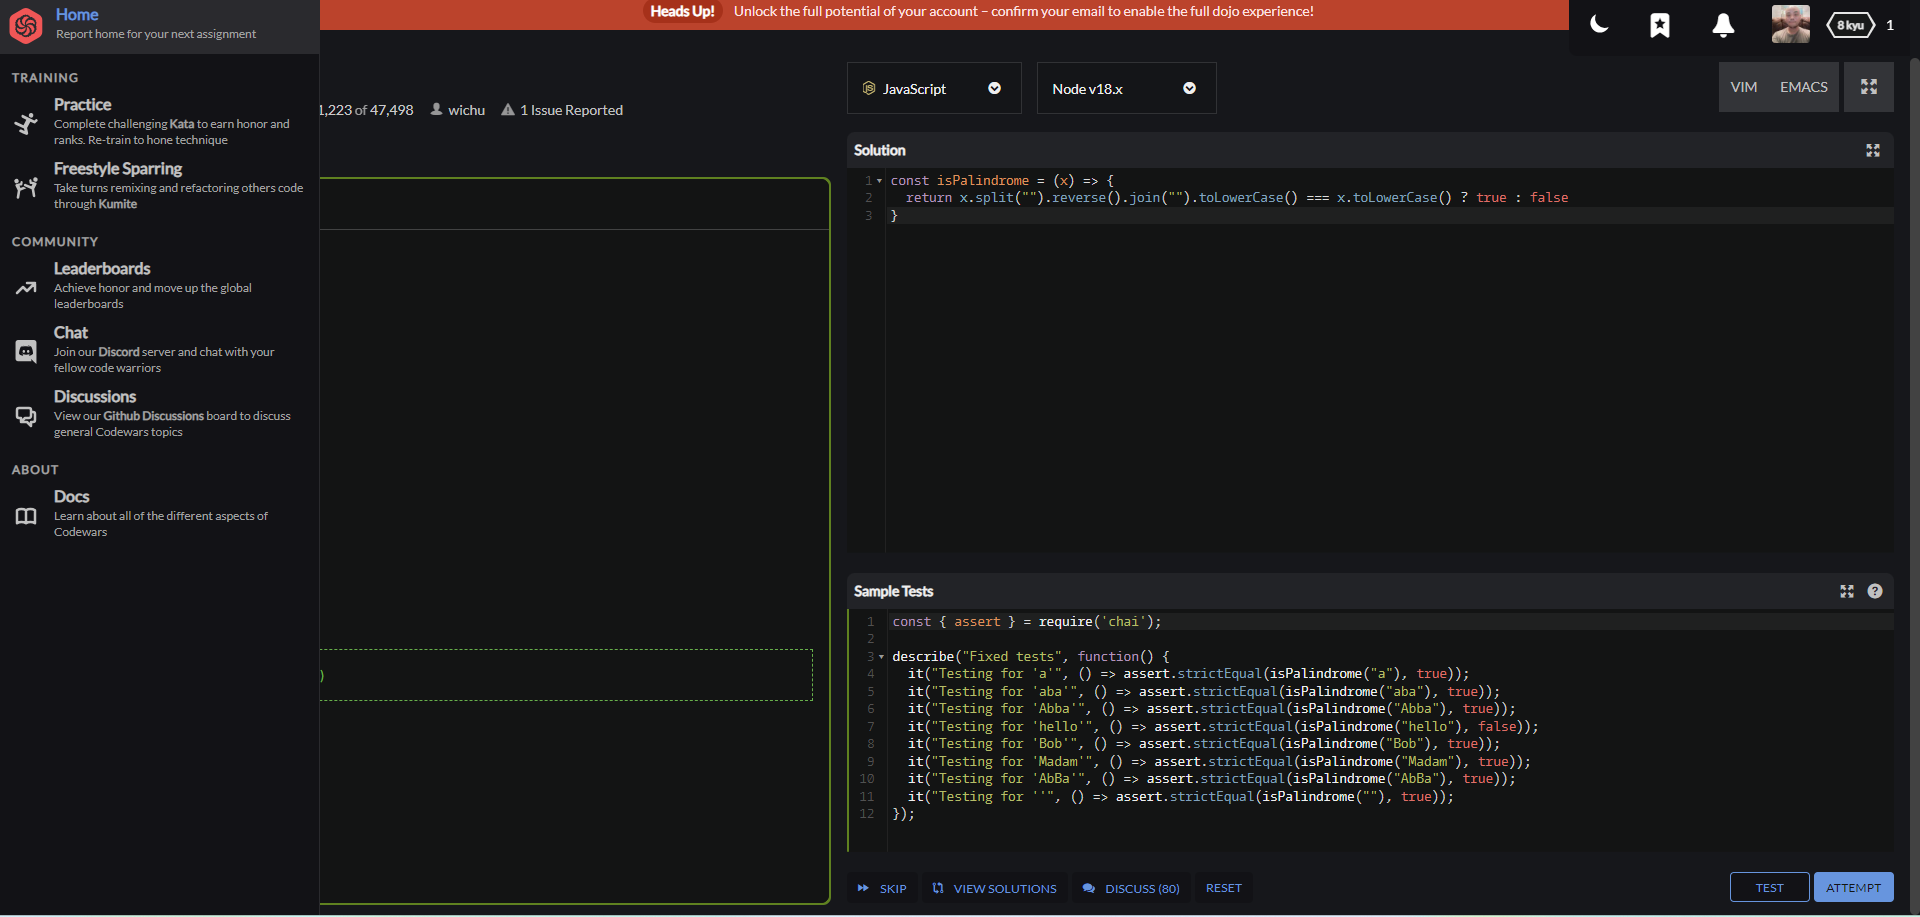 Home
Report home for your next assignment
Heads Up! Unlock the full potential of your account – confirm your email to enable the full dojo experience!
8 kyu 1
TRAINING
Practice
Complete challenging Kata to earn honor and
ranks. Re-train to hone technique
Freestyle Sparring
Take turns remixing and refactoring others code
through Kumite
COMMUNITY
Leaderboards
Achieve honor and move up the global
leaderboards
Chat
Join our Discord server and chat with your
fellow code warriors
Discussions
View our Github Discussions board to discuss
general Codewars topics
ABOUT
Docs
Learn about all of the different aspects of
Codewars
1,223 of 47,498 wichu 1 Issue Reported
)
JS JavaScript Node v18.x VIM EMACS
Solution
1 const isPalindrome = (x) => {
2 return x.split("").reverse().join("").toLowerCase() === x.toLowerCase() ? true : false
3 }
Sample Tests ?
1 const { assert } = require('chai');
2
3 describe("Fixed tests", function() {
4 it("Testing for 'a'", () => assert.strictEqual(isPalindrome("a"), true));
5 it("Testing for 'aba'", () => assert.strictEqual(isPalindrome("aba"), true));
6 it("Testing for 'Abba'", () => assert.strictEqual(isPalindrome("Abba"), true));
7 it("Testing for 'hello'", () => assert.strictEqual(isPalindrome("hello"), false));
8 it("Testing for 'Bob'", () => assert.strictEqual(isPalindrome("Bob"), true));
9 it("Testing for 'Madam'", () => assert.strictEqual(isPalindrome("Madam"), true));
10 it("Testing for 'AbBa'", () => assert.strictEqual(isPalindrome("AbBa"), true));
11 it("Testing for ''", () => assert.strictEqual(isPalindrome(""), true));
12 });
SKIP VIEW SOLUTIONS DISCUSS (80) RESET TEST ATTEMPT